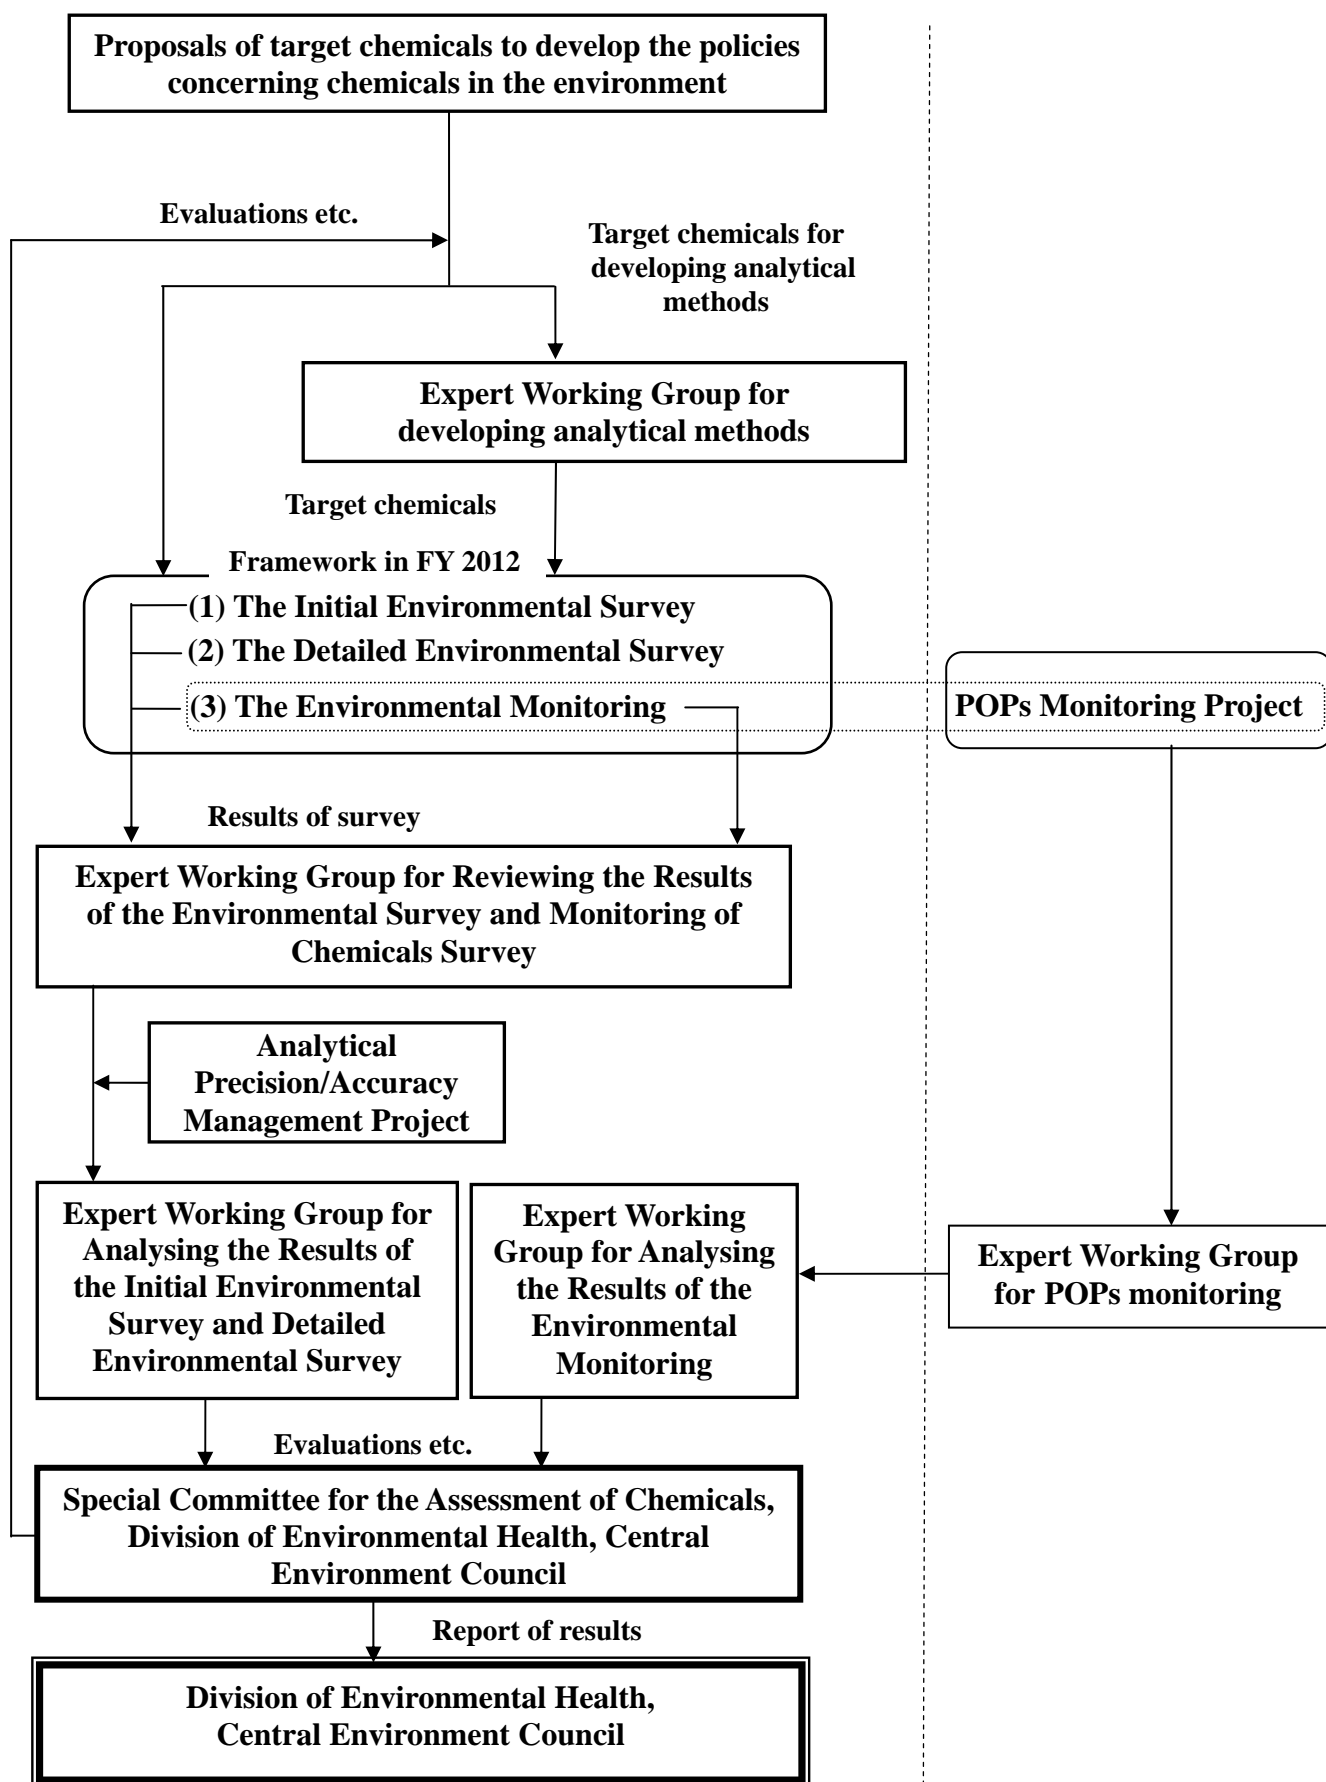 Proposals of target chemicals to develop the policies
concerning chemicals in the environment
Evaluations etc.
Target chemicals for
developing analytical
methods
Expert Working Group for
developing analytical methods
Target chemicals
Framework in FY 2012
(1) The Initial Environmental Survey
(2) The Detailed Environmental Survey
(3) The Environmental Monitoring
POPs Monitoring Project
Results of survey
Expert Working Group for Reviewing the Results
of the Environmental Survey and Monitoring of
Chemicals Survey
Analytical
Precision/Accuracy
Management Project
Expert Working Group for
Analysing the Results of
the Initial Environmental
Survey and Detailed
Environmental Survey
Expert Working
Group for Analysing
the Results of the
Environmental
Monitoring
Expert Working Group
for POPs monitoring
Evaluations etc.
Special Committee for the Assessment of Chemicals,
Division of Environmental Health, Central
Environment Council
Report of results
Division of Environmental Health,
Central Environment Council